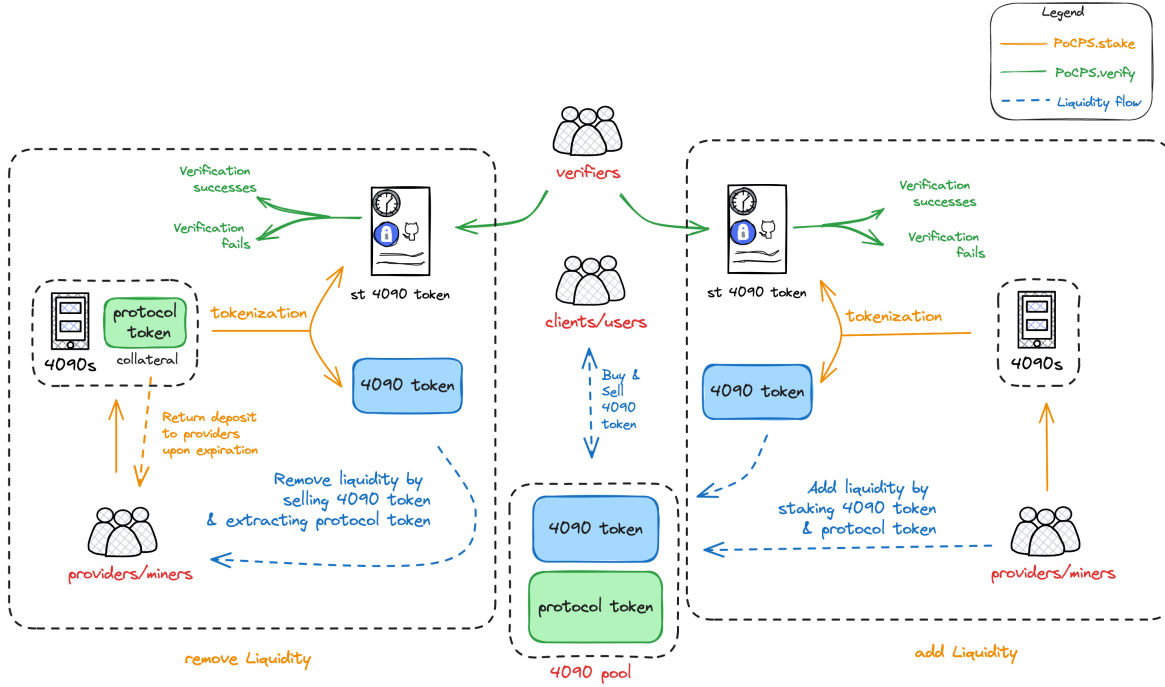 Legend
PoCPS.stake
PoCPS.verify
Liquidity flow
verifiers
Verification
successes
Verification
fails
st 4090 token
protocol
token
4090s
collateral
tokenization
4090 token
Return deposit
to providers
upon expiration
Remove liquidity by
selling 4090 token
& extracting protocol token
providers/miners
remove Liquidity
clients/users
Buy &
Sell
4090
token
4090 token
protocol token
4090 pool
Verification
successes
Verification
fails
st 4090 token
tokenization
4090s
4090 token
Add liquidity by
staking 4090 token
& protocol token
providers/miners
add Liquidity